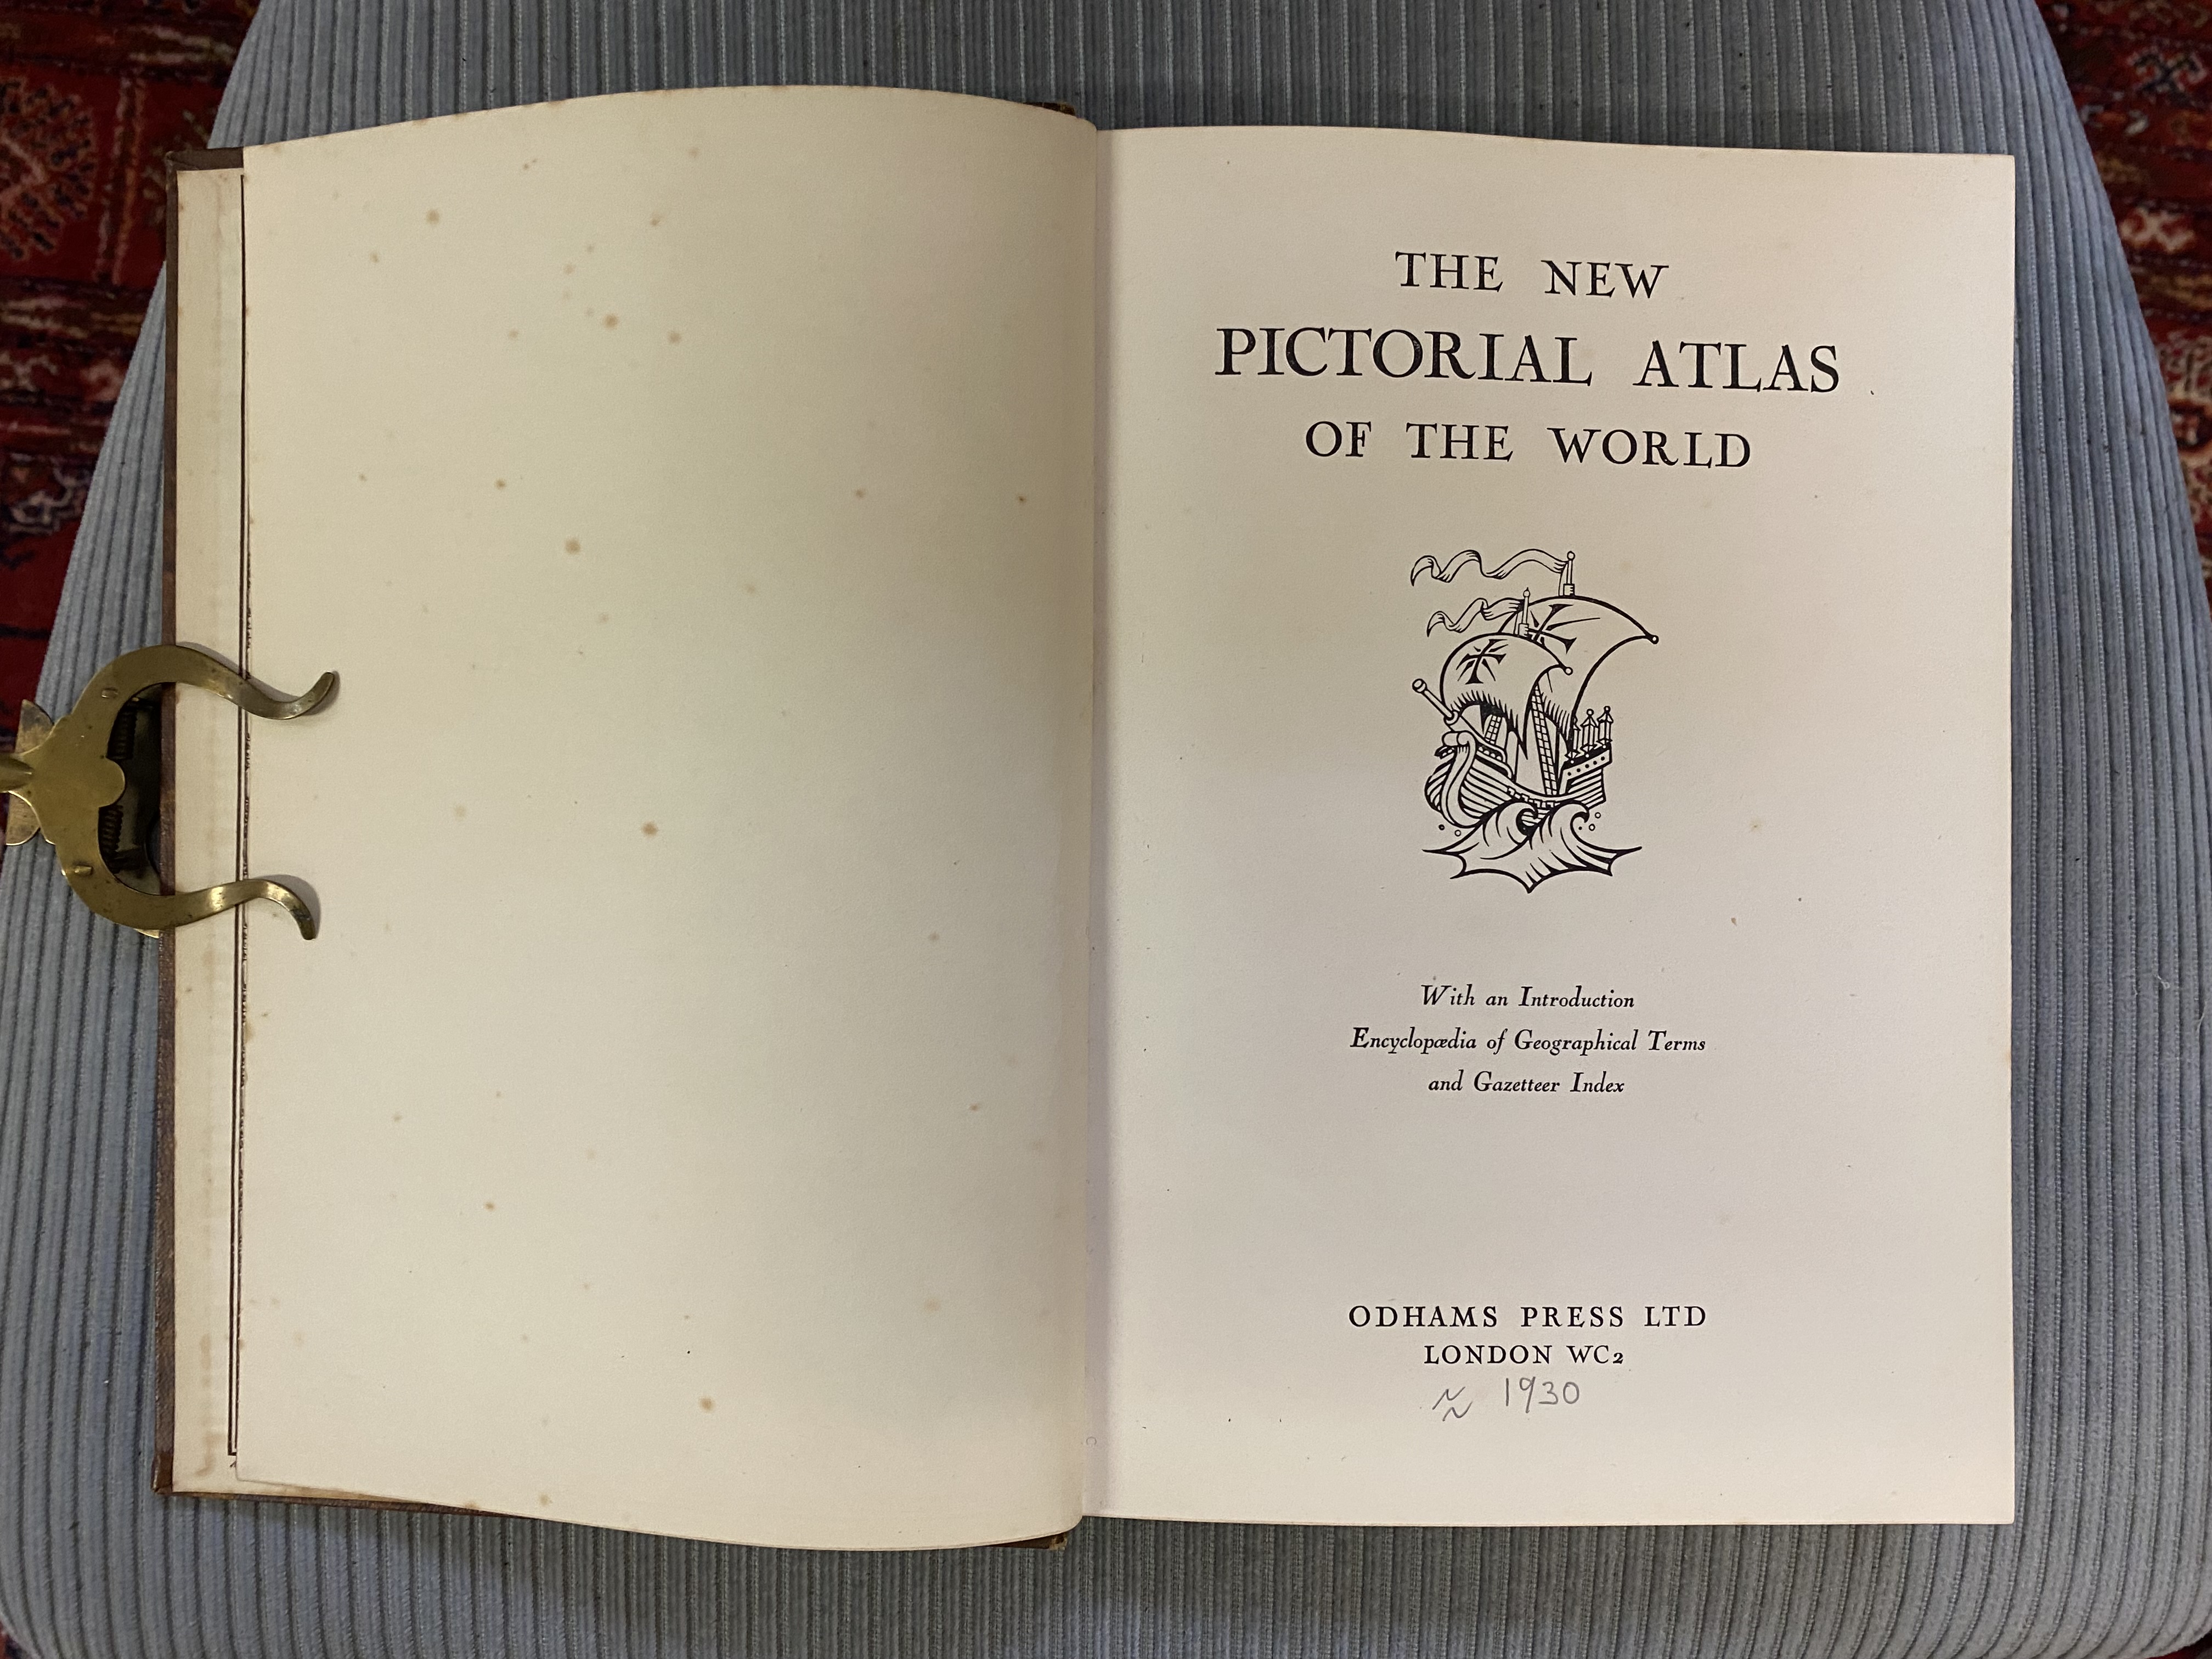 THE NEW
PICTORIAL ATLAS
OF THE WORLD
With an Introduction
Encyclopædia of Geographical Terms
and Gazetteer Index
ODHAMS PRESS LTD
LONDON WC2
≈ 1930